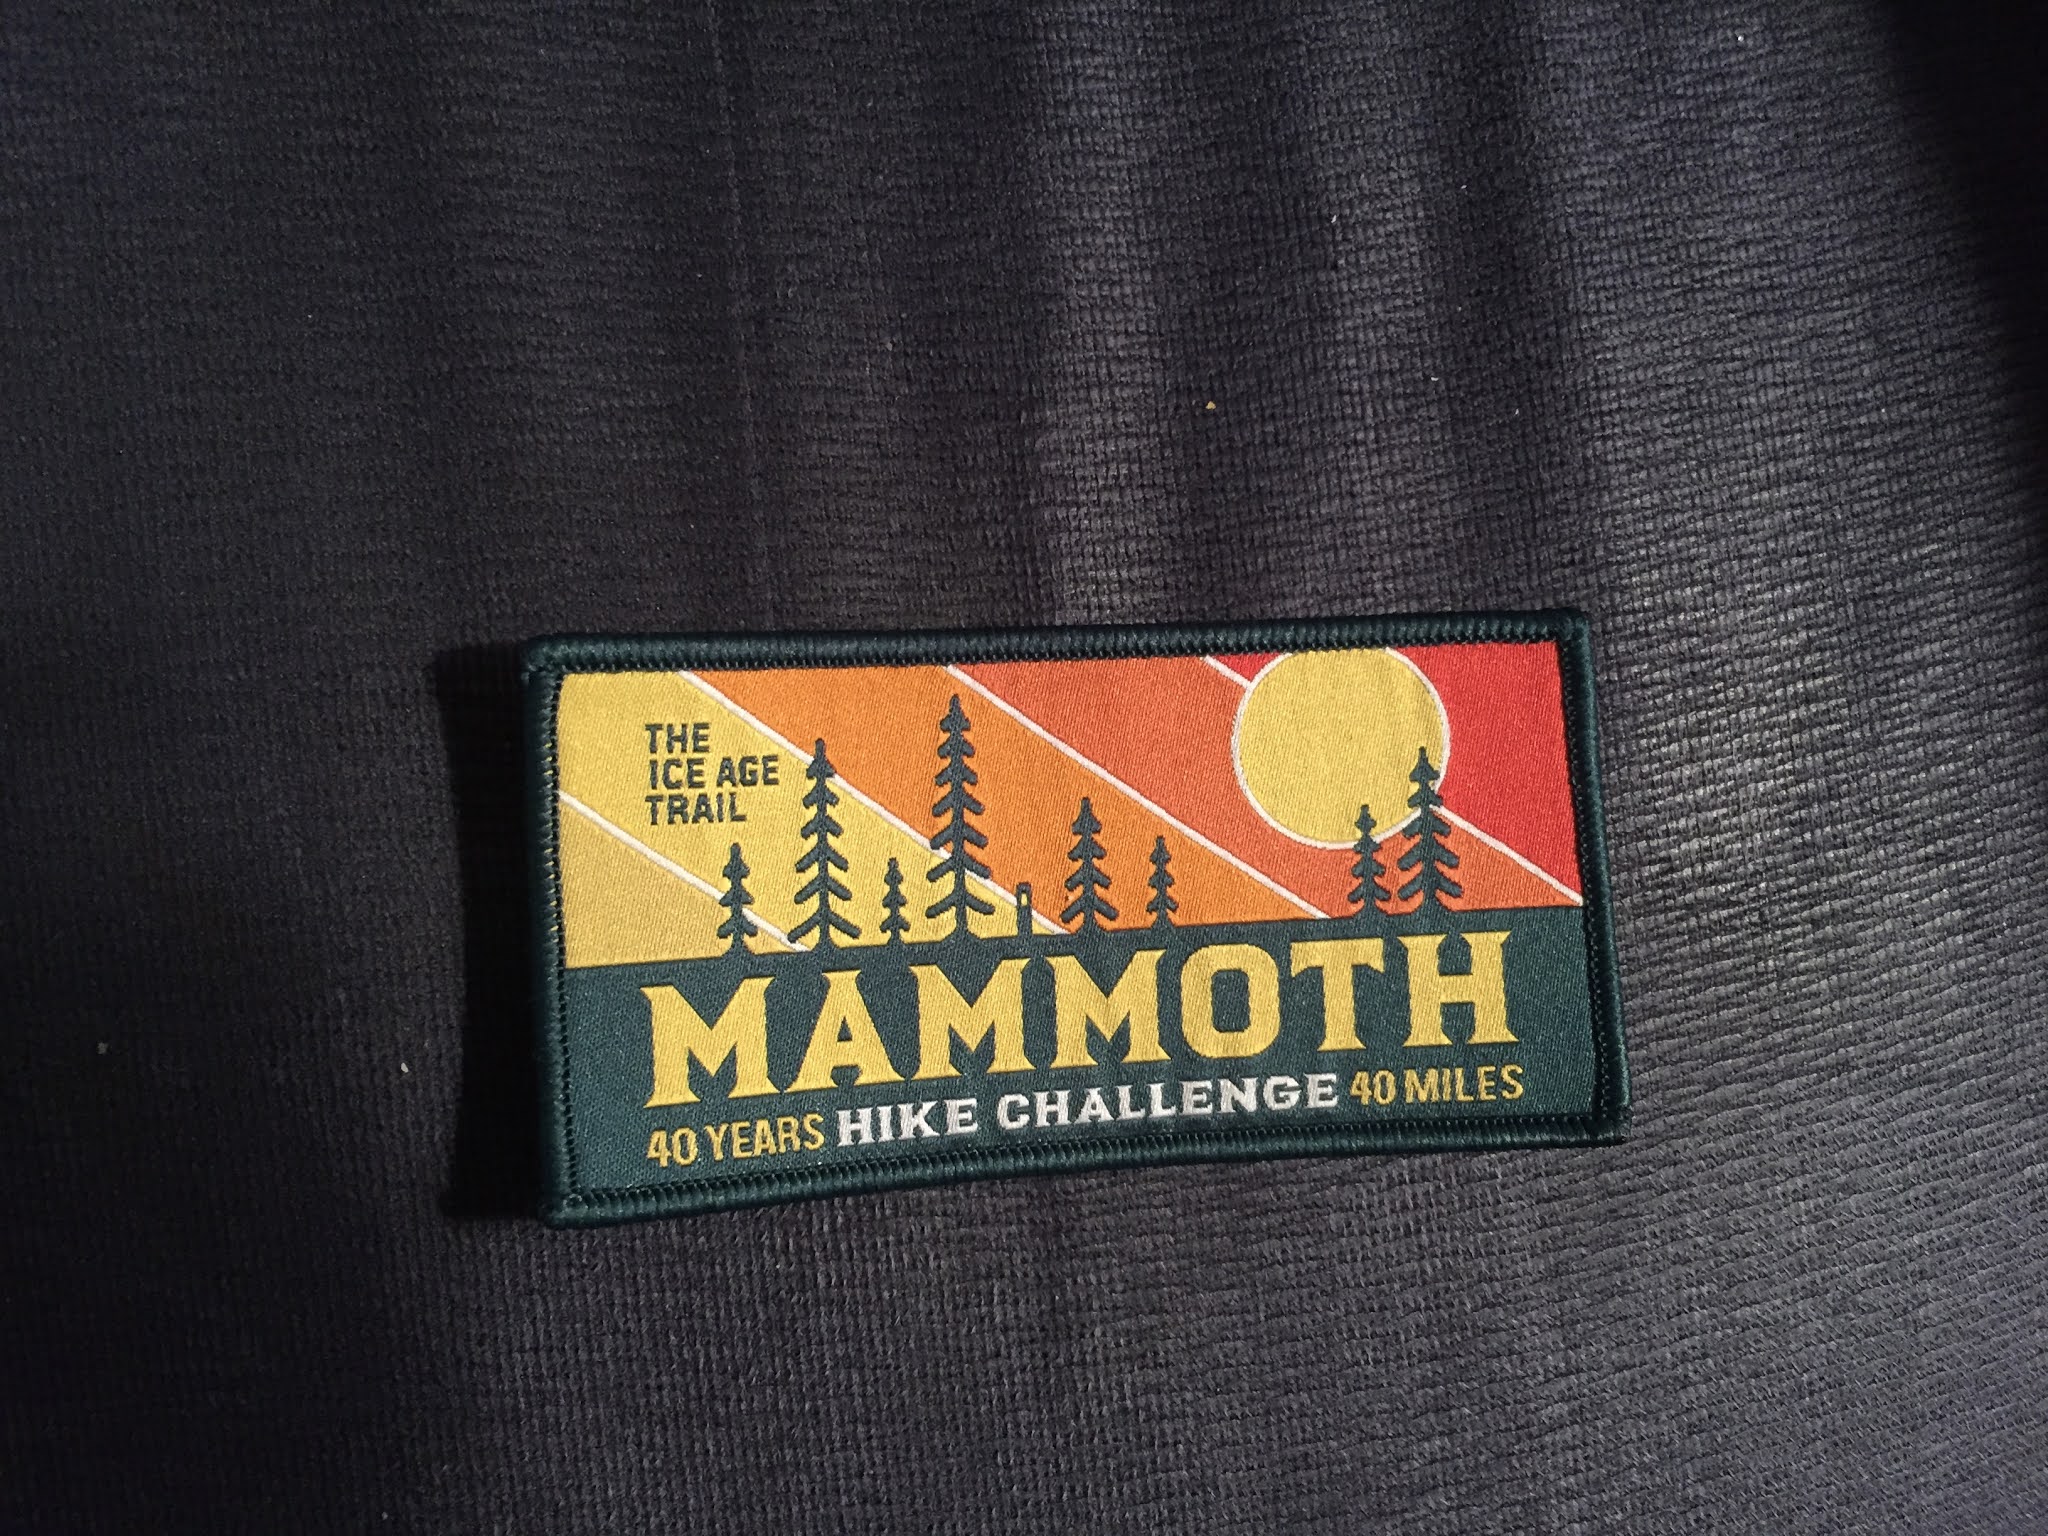 THE
ICE AGE
TRAIL
MAMMOTH
40 YEARS HIKE CHALLENGE 40 MILES